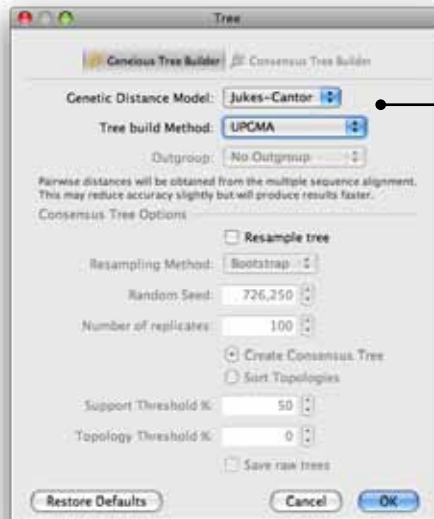 Tree
Geneious Tree Builder Consensus Tree Builder
Genetic Distance Model: Jukes-Cantor
Tree build Method: UPGMA
Outgroup: No Outgroup
Pairwise distances will be obtained from the multiple sequence alignment.
This may reduce accuracy slightly but will produce results faster.
Consensus Tree Options
Resample tree
Resampling Method: Bootstrap
Random Seed: 726,250
Number of replicates: 100
Create Consensus Tree
Sort Topologies
Support Threshold % 50
Topology Threshold % 0
Save raw trees
Restore Defaults Cancel OK